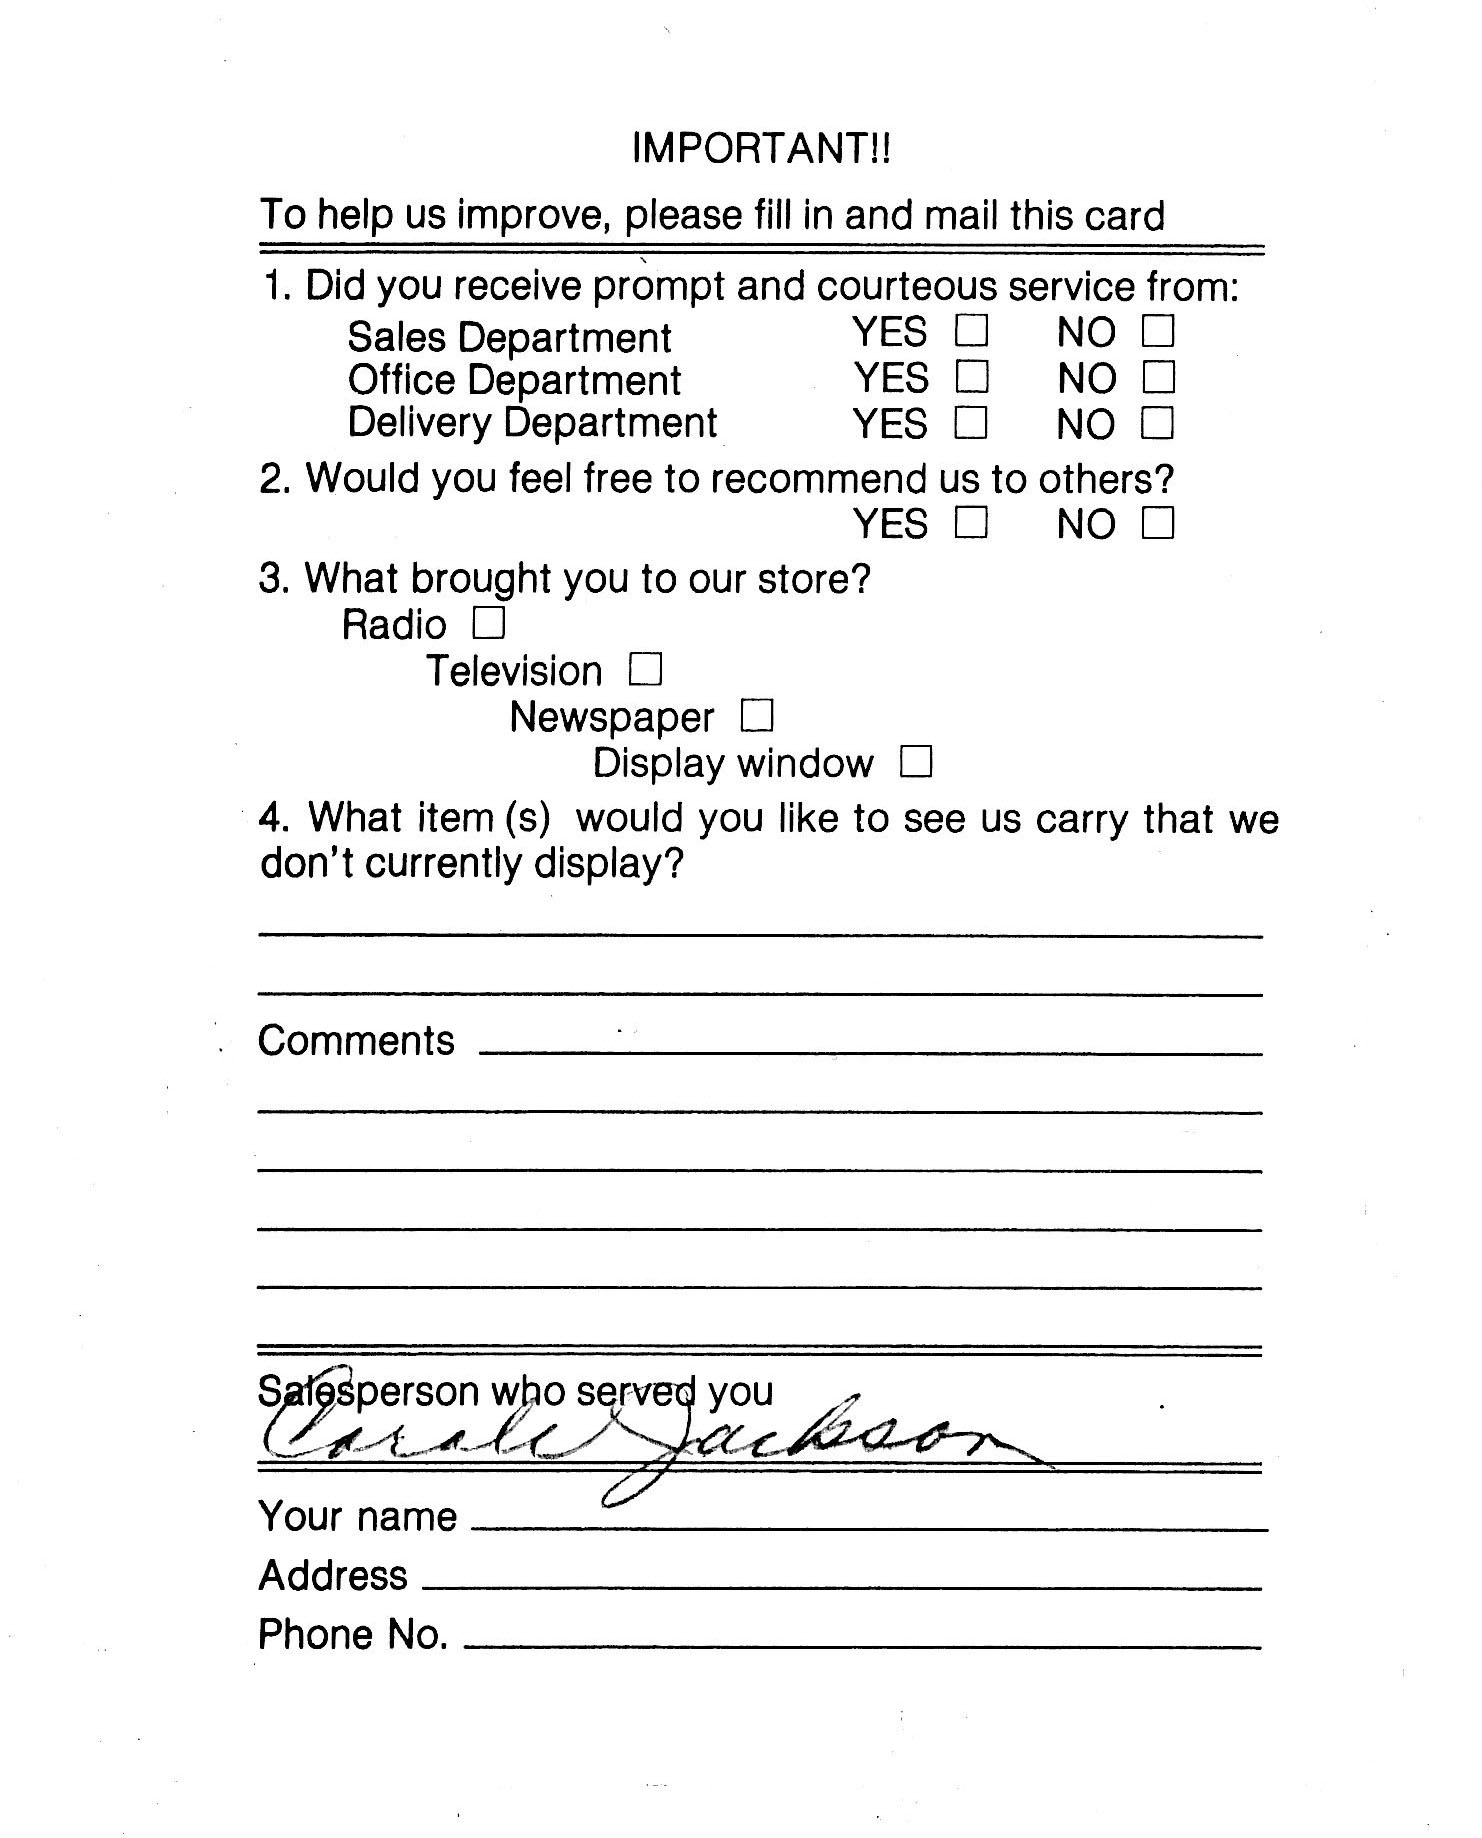 IMPORTANT!!
To help us improve, please fill in and mail this card
1. Did you receive prompt and courteous service from:
Sales Department YES ☐ NO ☐
Office Department YES ☐ NO ☐
Delivery Department YES ☐ NO ☐
2. Would you feel free to recommend us to others?
YES ☐ NO ☐
3. What brought you to our store?
Radio ☐
Television ☐
Newspaper ☐
Display window ☐
4. What item (s) would you like to see us carry that we
don't currently display?
Comments
Salesperson who served you
Carole Jackson
Your name
Address
Phone No.